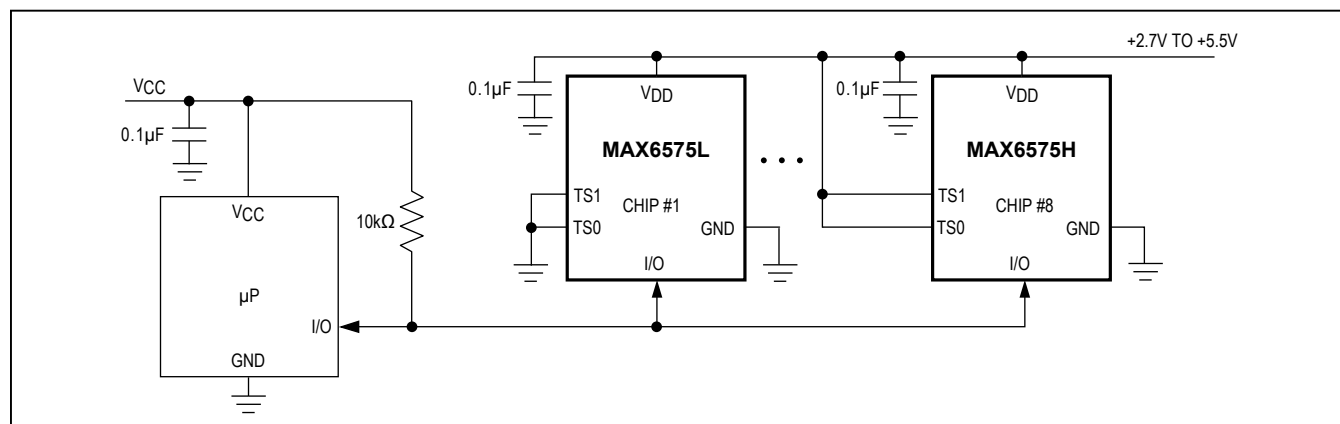 +2.7V TO +5.5V
VCC
0.1µF
0.1µF
0.1µF
VDD
VDD
MAX6575L
• • •
MAX6575H
VCC
10kΩ
TS1
CHIP #1
TS0
GND
I/O
TS1
CHIP #8
TS0
GND
I/O
µP
I/O
GND